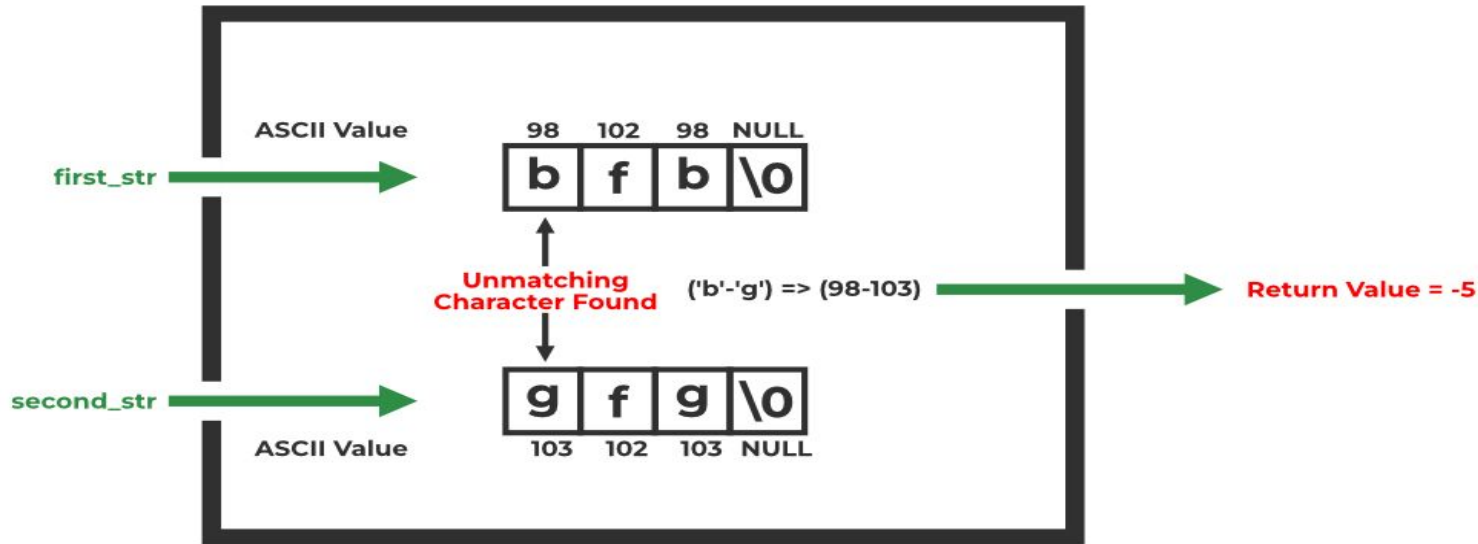 ASCII Value 98 102 98 NULL
first_str b f b \0
Unmatching
Character Found
('b'-'g') => (98-103)
Return Value = -5
second_str g f g \0
ASCII Value 103 102 103 NULL